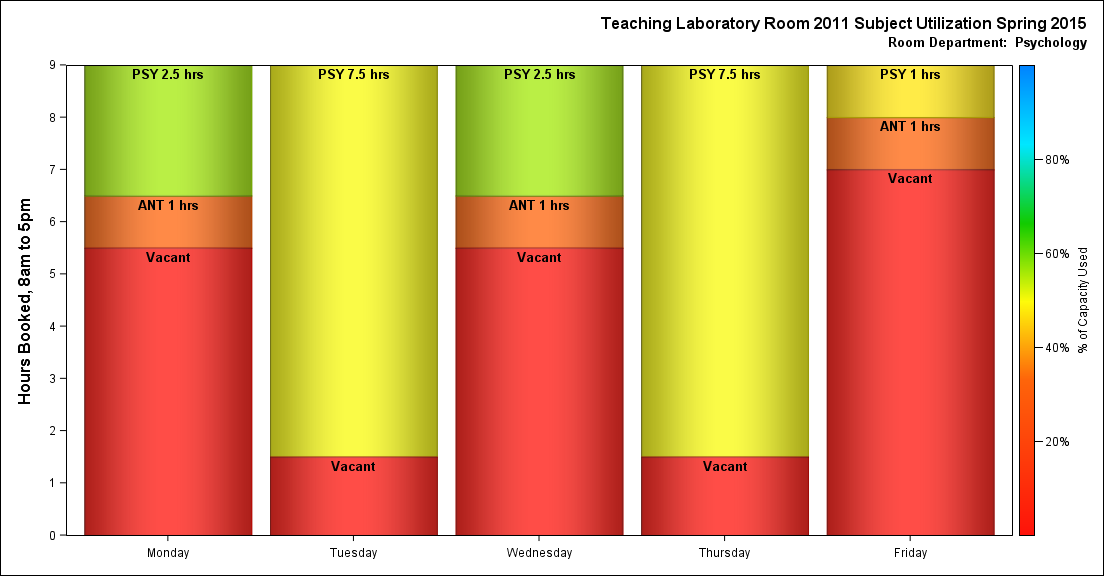 Teaching Laboratory Room 2011 Subject Utilization Spring 2015
Room Department:  Psychology
Hours Booked, 8am to 5pm
9
8
7
6
5
4
3
2
1
0
PSY 2.5 hrs
ANT 1 hrs
Vacant
PSY 7.5 hrs
Vacant
PSY 2.5 hrs
ANT 1 hrs
Vacant
PSY 7.5 hrs
Vacant
PSY 1 hrs
ANT 1 hrs
Vacant
Monday
Tuesday
Wednesday
Thursday
Friday
80%
60%
40%
20%
% of Capacity Used